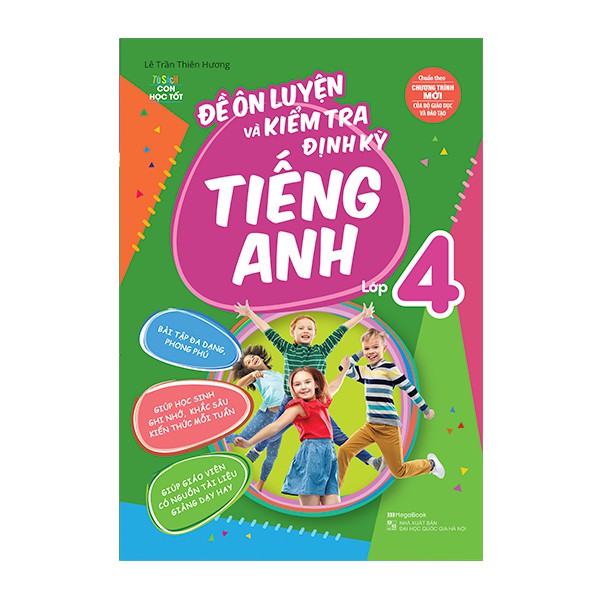 Lê Trần Thiên Hương
Tủ Sách
CON
HỌC TỐT
Chuẩn theo
CHƯƠNG TRÌNH
MỚI
CỦA BỘ GIÁO DỤC
VÀ ĐÀO TẠO
ĐỀ ÔN LUYỆN
VÀ KIỂM TRA
ĐỊNH KỲ
TIẾNG
ANH
Lớp 4
BÀI TẬP ĐA DẠNG,
PHONG PHÚ
GIÚP HỌC SINH
GHI NHỚ, KHẮC SÂU
KIẾN THỨC MỖI TUẦN
GIÚP GIÁO VIÊN
CÓ NGUỒN TÀI LIỆU
GIẢNG DẠY HAY
MegaBook
NHÀ XUẤT BẢN
ĐẠI HỌC QUỐC GIA HÀ NỘI